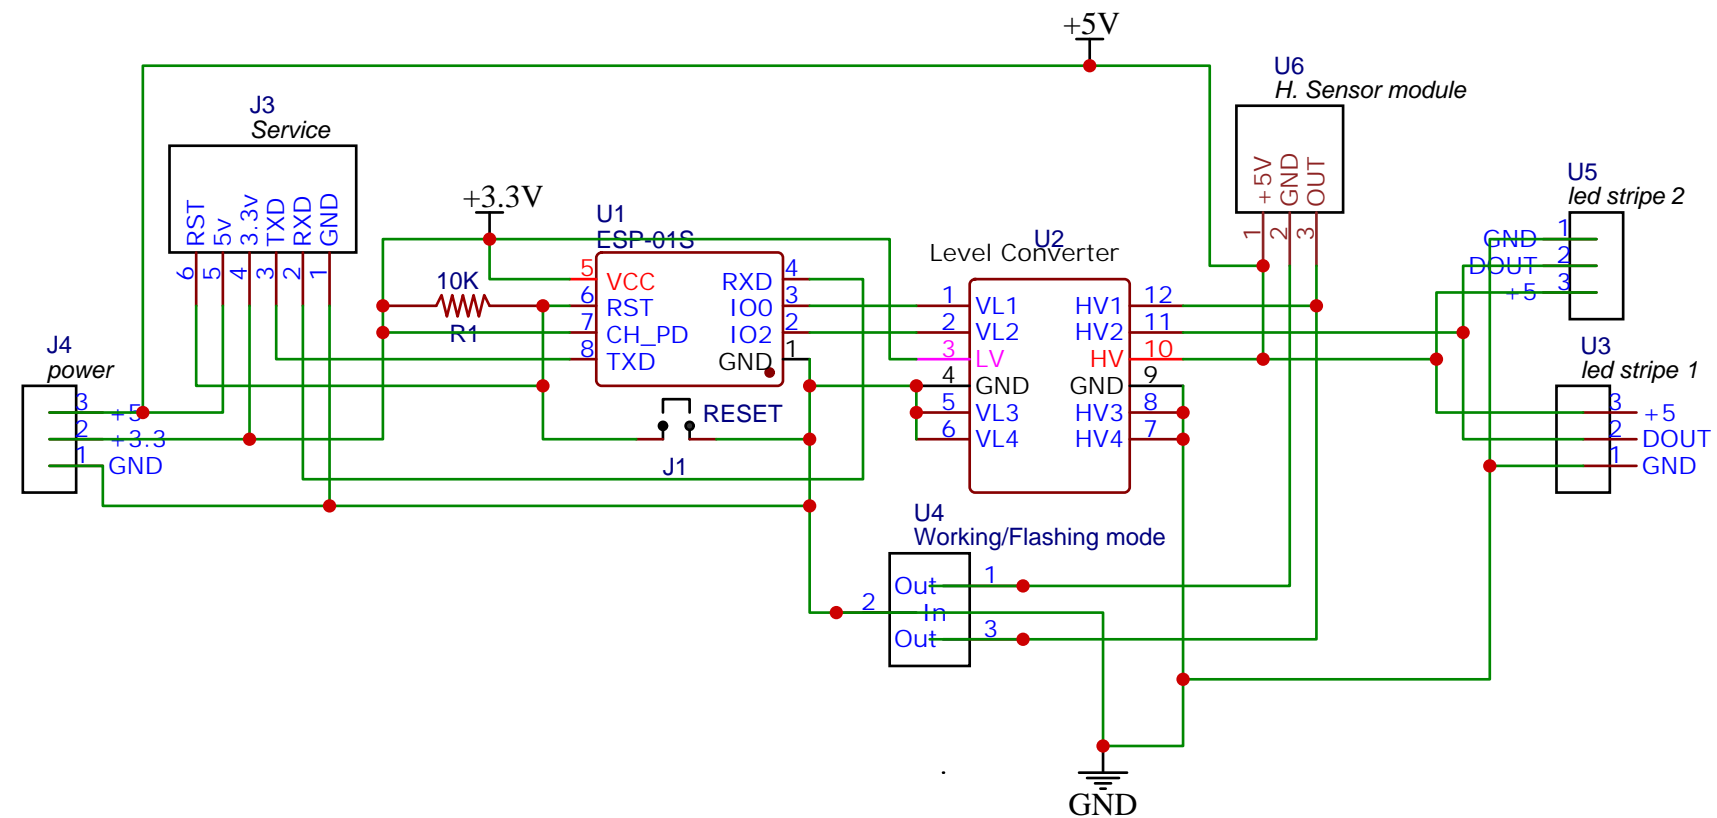 +5V
U6
H. Sensor module
+5V
GND
OUT
1
2
3
J3
Service
RST
5v
3.3v
TXD
RXD
GND
6
5
4
3
2
1
+3.3V
U1
ESP-01S
5
VCC
6
RST
7
CH_PD
8
TXD
RXD
4
IO0
3
IO2
2
GND
1
10K
R1
U2
Level Converter
1
VL1
2
VL2
3
LV
4
GND
5
VL3
6
VL4
HV1
12
HV2
11
HV
10
GND
9
HV3
8
HV4
7
U5
led stripe 2
GND
1
DOUT
2
+5
3
U3
led stripe 1
3
+5
2
DOUT
1
GND
J4
power
3
+5
2
+3.3
1
GND
RESET
J1
U4
Working/Flashing mode
Out
1
2
In
Out
3
GND